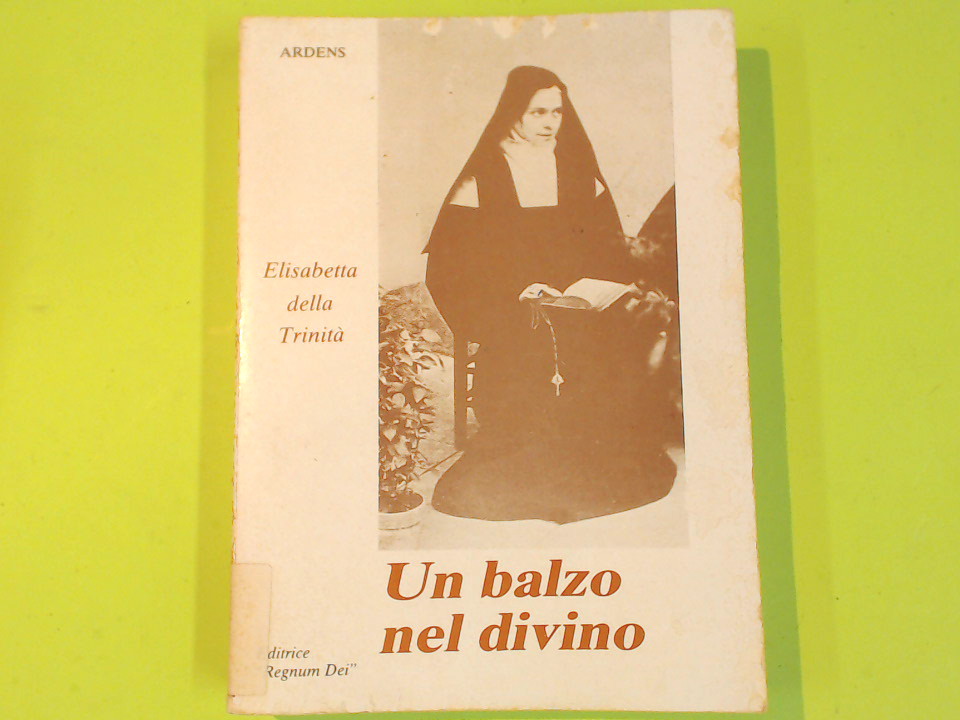 ARDENS
Elisabetta
della
Trinità
Un balzo
nel divino
ditrice
Regnum Dei"